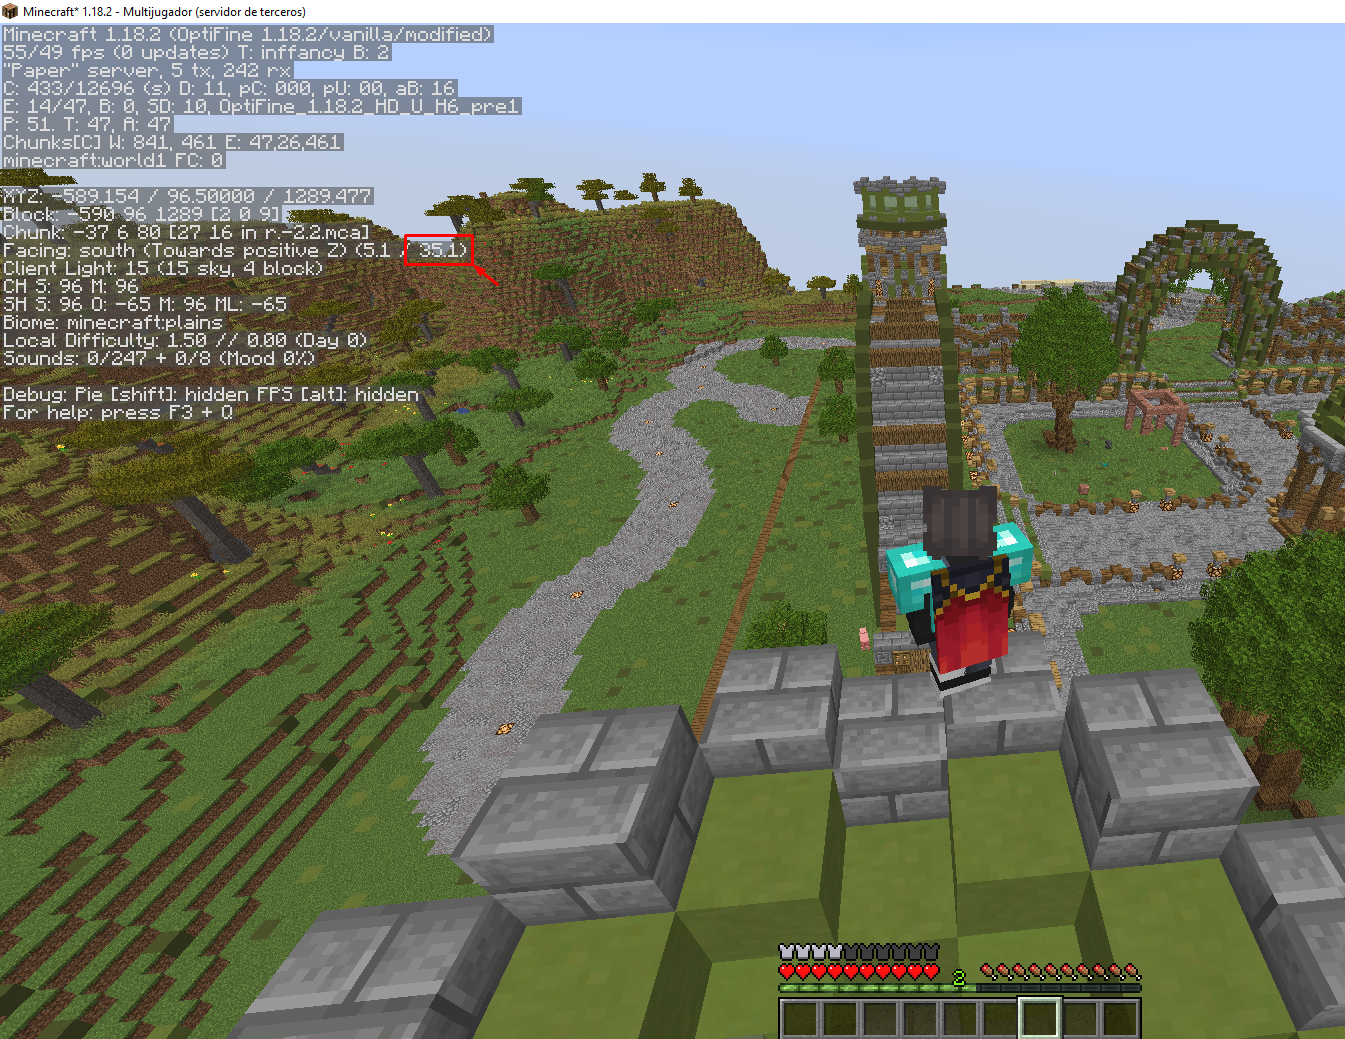 Minecraft* 1.18.2 - Multijugador (servidor de terceros)
Minecraft 1.18.2 (OptiFine 1.18.2/vanilla/modified)
55/49 fps (0 updates) T: inffancy B: 2
"Paper" server, 5 tx, 242 rx
C: 433/12696 (s) D: 11, pC: 000, pU: 00, aB: 16
E: 14/47, B: 0, SD: 10, OptiFine_1.18.2_HD_U_H6_pre1
P: 51. T: 47, A: 47
Chunks[C] W: 841, 461 E: 47,26,461
minecraft:world1 FC: 0
XYZ: -589.154 / 96.50000 / 1289.477
Block: -590 96 1289 [2 0 9]
Chunk: -37 6 80 [27 16 in r.-2.2.mca]
Facing: south (Towards positive Z) (5.1 / 35.1)
Client Light: 15 (15 sky, 4 block)
CH S: 96 M: 96
SH S: 96 O: -65 M: 96 ML: -65
Biome: minecraft:plains
Local Difficulty: 1.50 // 0.00 (Day 0)
Sounds: 0/247 + 0/8 (Mood 0%)
Debug: Pie [shift]: hidden FPS [alt]: hidden
For help: press F3 + Q
2